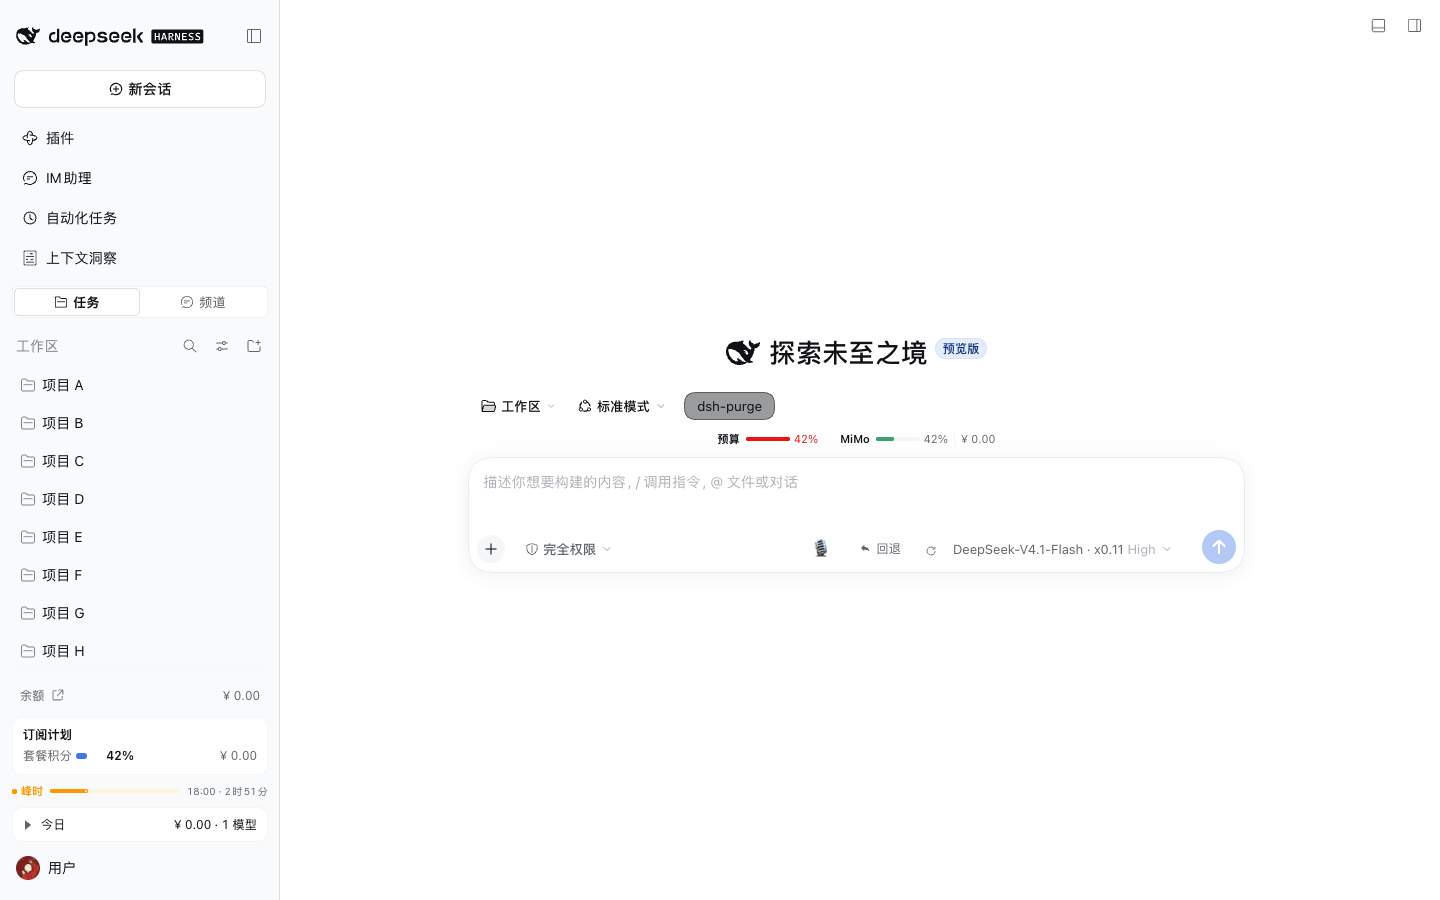 deepseek HARNESS
新会话
插件
IM 助理
自动化任务
上下文洞察
任务 频道
工作区
项目 A
项目 B
项目 C
项目 D
项目 E
项目 F
项目 G
项目 H
余额 ¥ 0.00
订阅计划
套餐积分 42% ¥ 0.00
峰时 18:00 · 2时51分
今日 ¥ 0.00 · 1 模型
用户
探索未至之境 预览版
工作区 标准模式 dsh-purge
预算 42% MiMo 42% ¥ 0.00
描述你想要构建的内容, / 调用指令, @ 文件或对话
完全权限 回退 DeepSeek-V4.1-Flash · x0.11 High